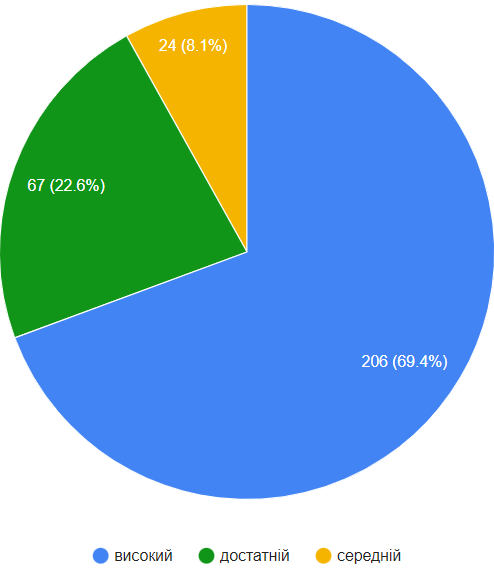 24 (8.1%)
67 (22.6%)
206 (69.4%)
високий достатній середній